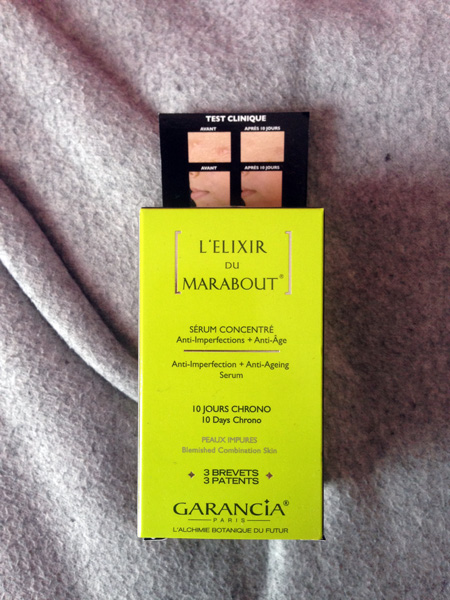 TEST CLINIQUE
AVANT APRÈS 10 JOURS
AVANT APRÈS 10 JOURS
L'ELIXIR
DU
MARABOUT®
SÉRUM CONCENTRÉ
Anti-Imperfections + Anti-Âge
Anti-Imperfection + Anti-Ageing
Serum
10 JOURS CHRONO
10 Days Chrono
PEAUX IMPURES
Blemished Combination Skin
3 BREVETS
3 PATENTS
GARANCIA®
PARIS
L'ALCHIMIE BOTANIQUE DU FUTUR